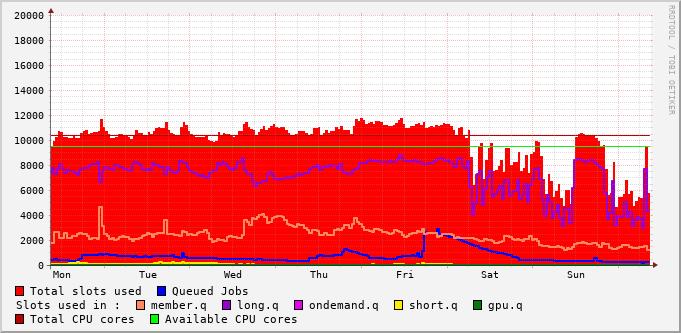 RRDTOOL / TOBI OETIKER
20000
18000
16000
14000
12000
10000
8000
6000
4000
2000
0
Mon Tue Wed Thu Fri Sat Sun
Total slots used Queued Jobs
Slots used in : member.q long.q ondemand.q short.q gpu.q
Total CPU cores Available CPU cores